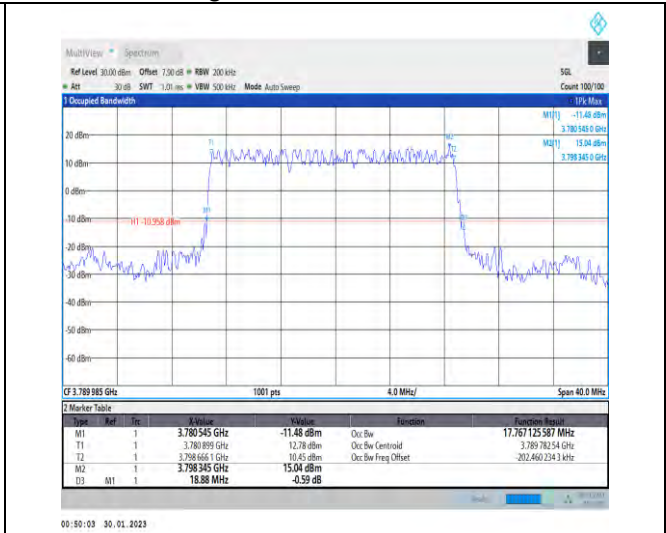 MultiView Spectrum
Ref Level 30.00 dBm Offset 7.90 dB RBW 200 kHz SGL
Att 30 dB SWT 1.01 ms VBW 500 kHz Mode Auto Sweep Count 100/100
1 Occupied Bandwidth 1Pk Max
M1[1] -11.48 dBm
3.780 545 0 GHz
M2[1] 15.04 dBm
3.798 345 0 GHz
M2
T1
T2
20 dBm
10 dBm
0 dBm
M1
-10 dBm
H1 -10.958 dBm
-20 dBm
-30 dBm
-40 dBm
-50 dBm
-60 dBm
CF 3.789 985 GHz 1001 pts 4.0 MHz/ Span 40.0 MHz
2 Marker Table
Type Ref Trc X-Value Y-Value Function Function Result
M1 1 3.780 545 GHz -11.48 dBm Occ Bw 17.767 125 587 MHz
T1 1 3.780 899 GHz 12.78 dBm Occ Bw Centroid 3.789 782 54 GHz
T2 1 3.798 666 1 GHz 10.45 dBm Occ Bw Freq Offset -202.460 234 3 kHz
M2 1 3.798 345 GHz 15.04 dBm
D3 M1 1 18.88 MHz -0.59 dB
00:50:03 30.01.2023